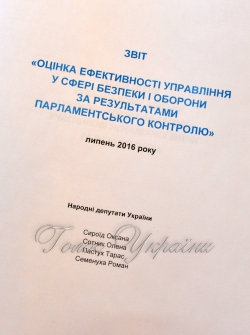 ЗВІТ
«ОЦІНКА ЕФЕКТИВНОСТІ УПРАВЛІННЯ
У СФЕРІ БЕЗПЕКИ І ОБОРОНИ
ЗА РЕЗУЛЬТАТАМИ
ПАРЛАМЕНТСЬКОГО КОНТРОЛЮ»
липень 2016 року
Народні депутати України
Сироїд Оксана
Сотник Олена
Пастух Тарас
Семенуха Роман
Голос України